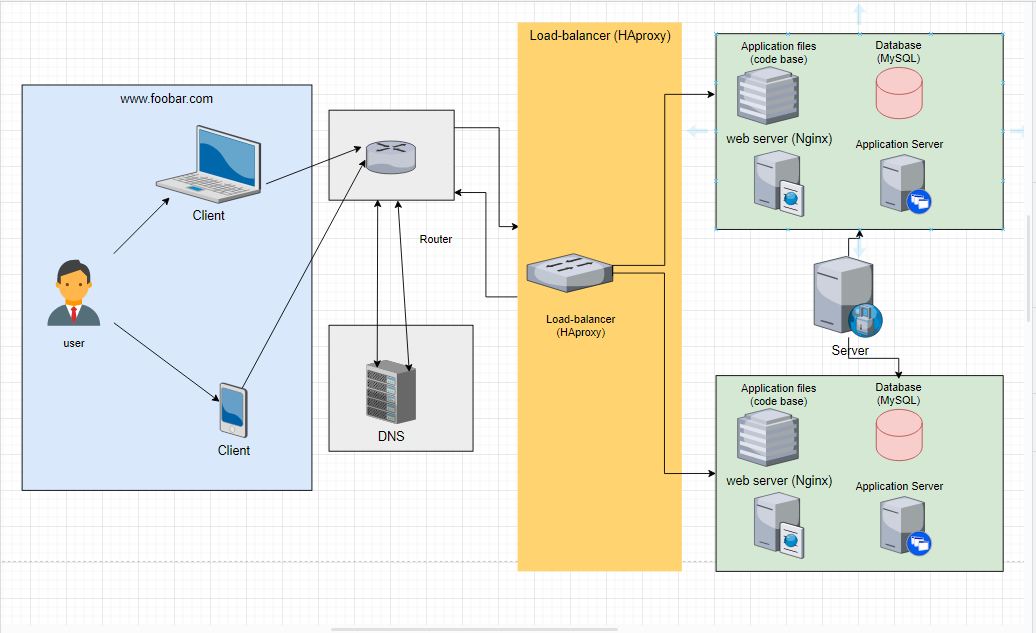 www.foobar.com
Client
user
Client
Router
DNS
Load-balancer (HAproxy)
Load-balancer
(HAproxy)
Application files
(code base)
Database
(MySQL)
web server (Nginx)
Application Server
Server
Application files
(code base)
Database
(MySQL)
web server (Nginx)
Application Server